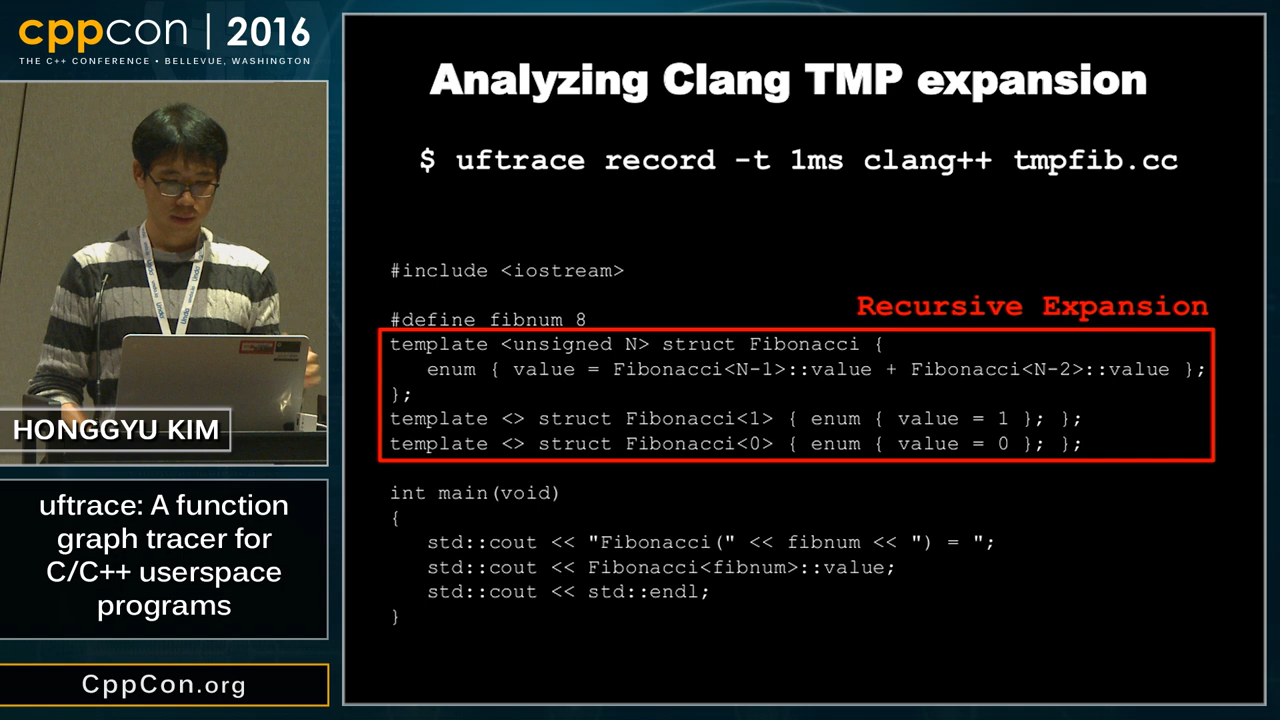 cppcon | 2016
THE C++ CONFERENCE • BELLEVUE, WASHINGTON
HONGGYU KIM
uftrace: A function
graph tracer for
C/C++ userspace
programs
CppCon.org
Analyzing Clang TMP expansion
$ uftrace record -t 1ms clang++ tmpfib.cc
#include <iostream>
Recursive Expansion
#define fibnum 8
template <unsigned N> struct Fibonacci {
enum { value = Fibonacci<N-1>::value + Fibonacci<N-2>::value };
};
template <> struct Fibonacci<1> { enum { value = 1 }; };
template <> struct Fibonacci<0> { enum { value = 0 }; };
int main(void)
{
std::cout << "Fibonacci(" << fibnum << ") = ";
std::cout << Fibonacci<fibnum>::value;
std::cout << std::endl;
}